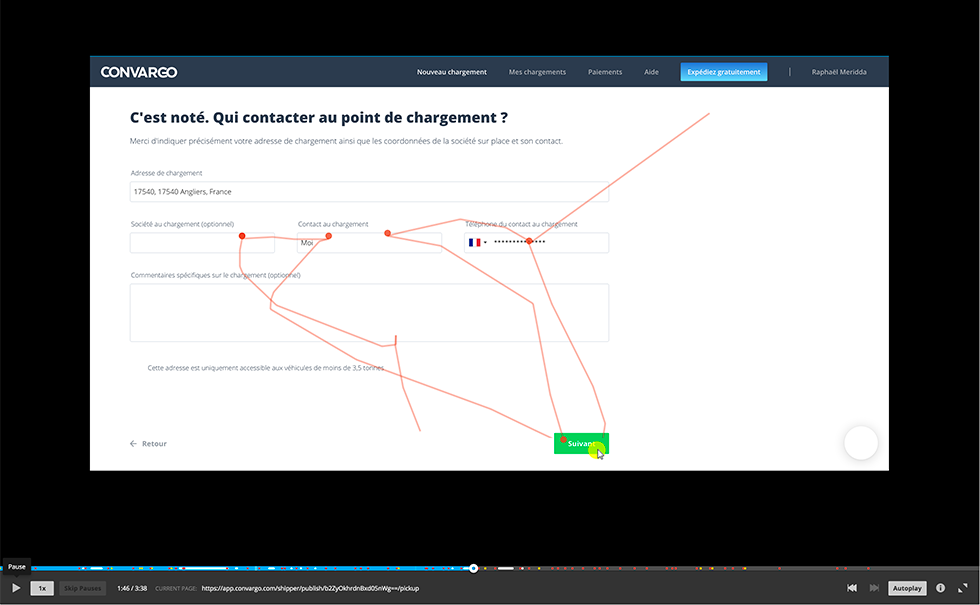 CONVARGO
Nouveau chargement Mes chargements Paiements Aide Expédiez gratuitement Raphaël Meridda
C'est noté. Qui contacter au point de chargement ?
Merci d'indiquer précisément votre adresse de chargement ainsi que les coordonnées de la société sur place et son contact.
Adresse de chargement
17540, 17540 Angliers, France
Société au chargement (optionnel) Contact au chargement Téléphone du contact au chargement
Moi
Commentaires spécifiques sur le chargement (optionnel)
Cette adresse est uniquement accessible aux véhicules de moins de 3,5 tonnes
← Retour Suivant
Pause
1x Skip Pauses 1:46 / 3:38 CURRENT PAGE: https://app.convargo.com/shipper/publish/b2ZyOkhrdnBxd05nWg==/pickup Autoplay